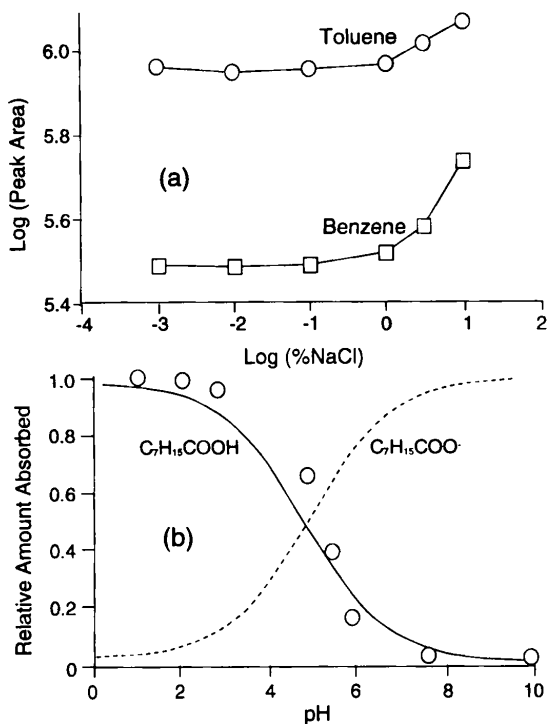 6.0
5.8
5.6
5.4
Log (Peak Area)
Toluene
(a)
Benzene
-4 -3 -2 -1 0 1 2
Log (%NaCl)
1.0
0.8
0.6
0.4
0.2
0
Relative Amount Absorbed
C₇H₁₅COOH
C₇H₁₅COO⁻
(b)
0 2 4 6 8 10
pH